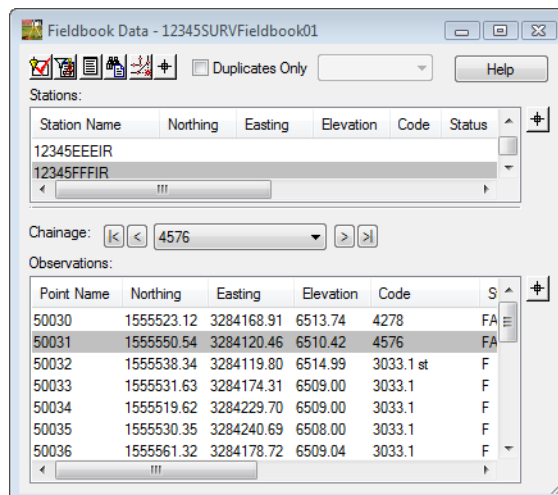 Fieldbook Data - 12345SURVFieldbook01
Duplicates Only
Help
Stations:
Station Name Northing Easting Elevation Code Status
12345EEEIR
12345FFFIR
Chainage: 4576
Observations:
Point Name Northing Easting Elevation Code S
50030 1555523.12 3284168.91 6513.74 4278 FA
50031 1555550.54 3284120.46 6510.42 4576 FA
50032 1555538.34 3284119.80 6514.99 3033.1 st F
50033 1555531.63 3284174.31 6509.00 3033.1 F
50034 1555519.62 3284229.70 6509.00 3033.1 F
50035 1555530.35 3284240.69 6508.00 3033.1 F
50036 1555561.32 3284178.72 6509.04 3033.1 F